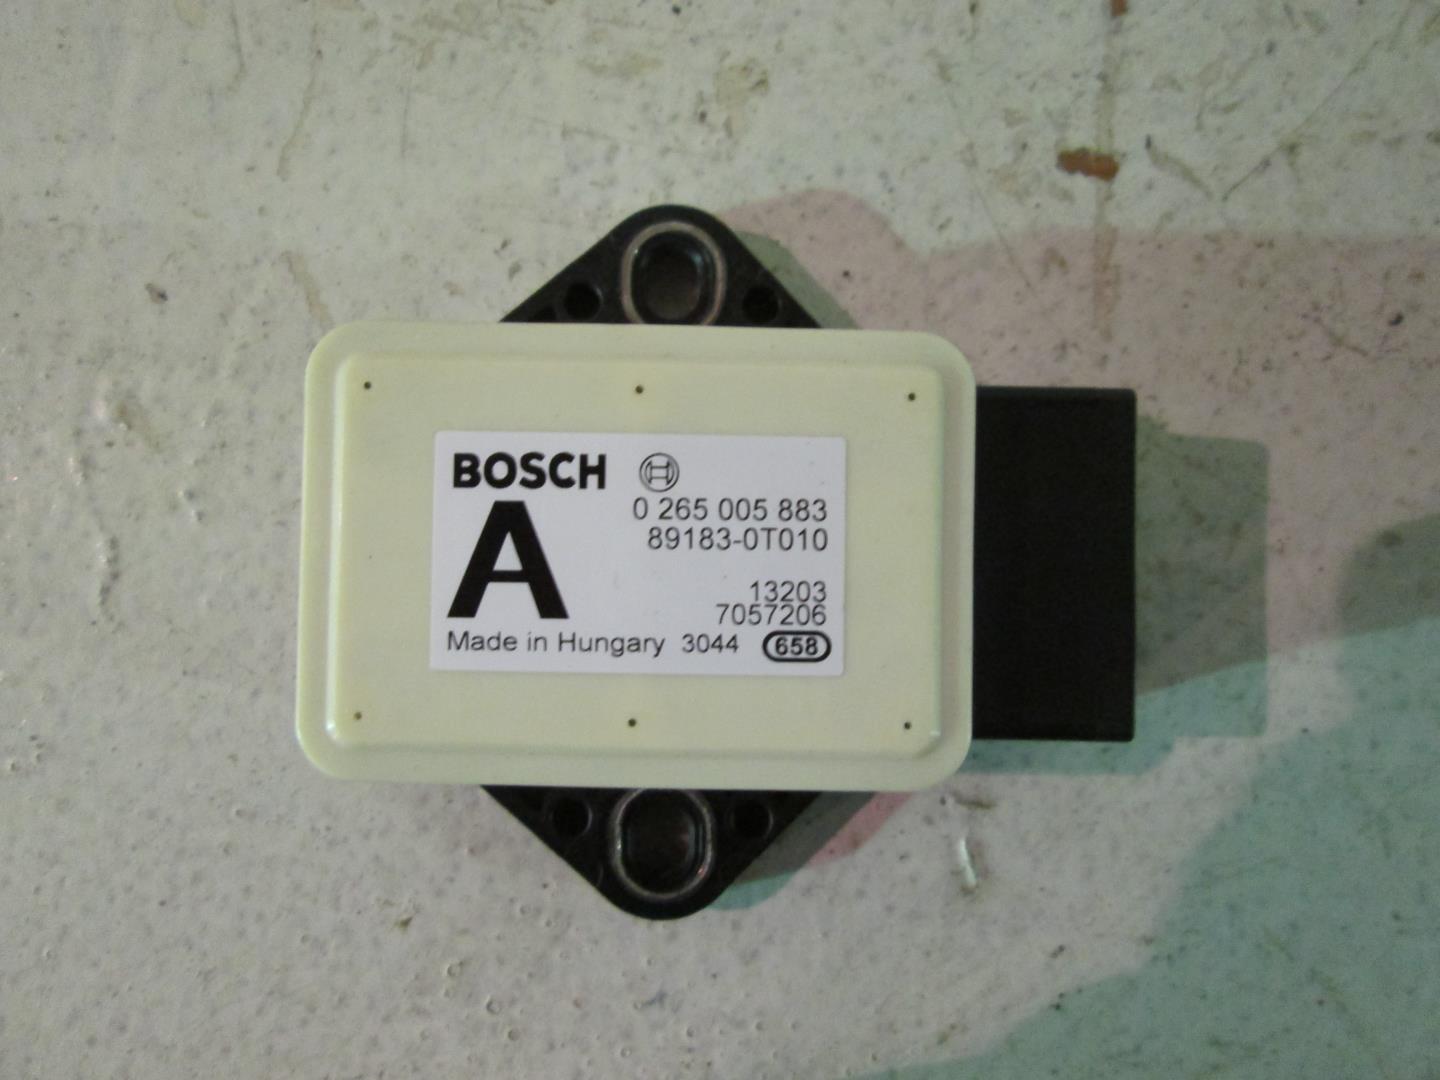 BOSCH
0 265 005 883
A
89183-0T010
13203
7057206
Made in Hungary 3044 658